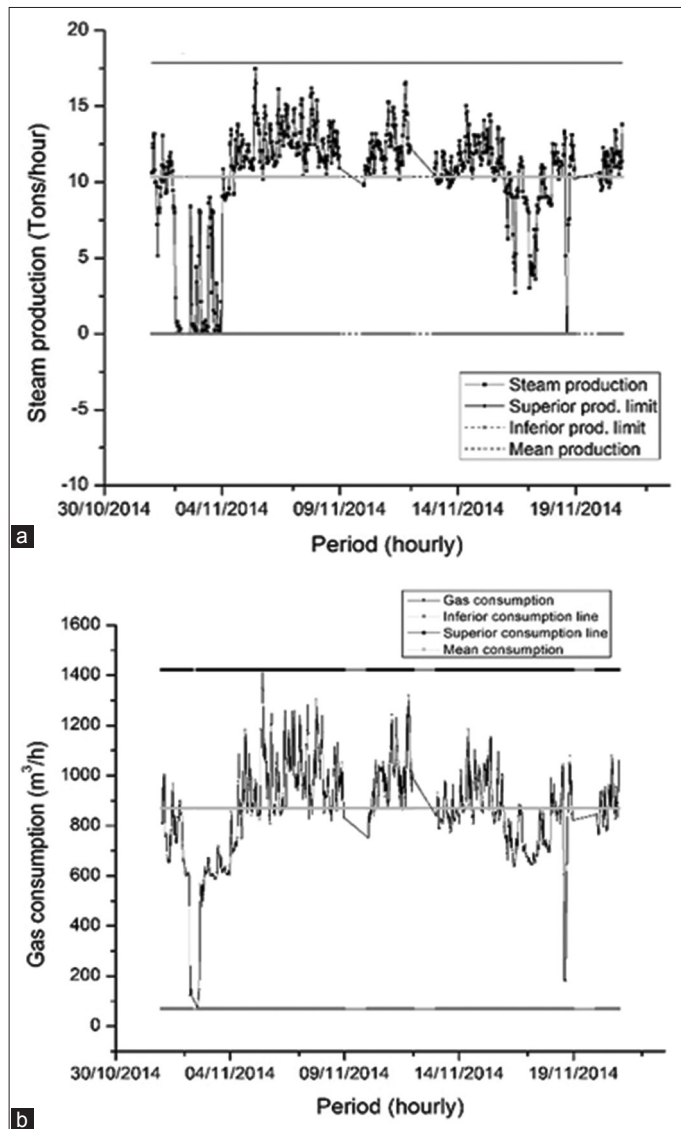 20
15
10
5
0
-5
-10
Steam production (Tons/hour)
Steam production
Superior prod. limit
Inferior prod. limit
Mean production
30/10/2014 04/11/2014 09/11/2014 14/11/2014 19/11/2014
Period (hourly)
a
Gas consumption
Inferior consumption line
Superior consumption line
Mean consumption
1600
1400
1200
1000
800
600
400
200
0
Gas consumption (m³/h)
30/10/2014 04/11/2014 09/11/2014 14/11/2014 19/11/2014
Period (hourly)
b